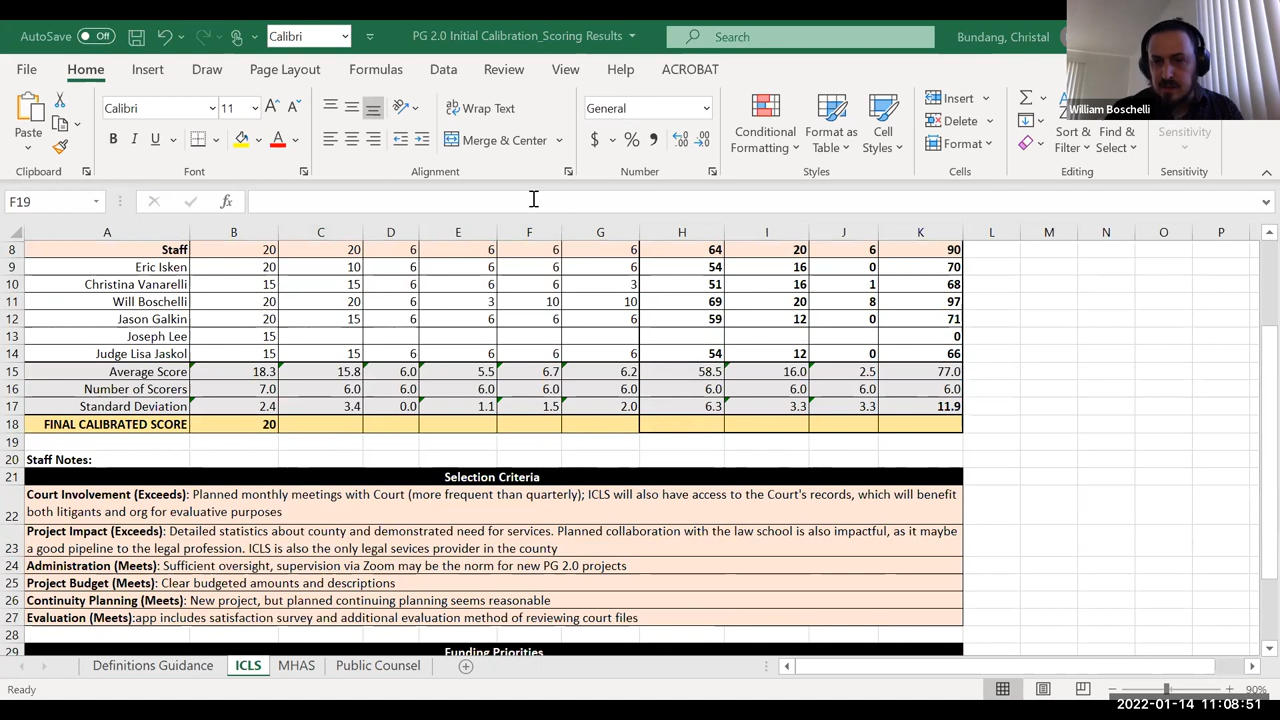 AutoSave Off Calibri PG 2.0 Initial Calibration_Scoring Results Search Bundang, Christal
File Home Insert Draw Page Layout Formulas Data Review View Help ACROBAT
William Boschelli
Paste Calibri 11 Wrap Text General Conditional Formatting Format as Table Cell Styles Insert Delete Format Sort & Filter Find & Select Sensitivity
B I U A Merge & Center $ %
Clipboard Font Alignment Number Styles Cells Editing Sensitivity
F19 fx
A B C D E F G H I J K L M N O P
8 Staff 20 20 6 6 6 6 64 20 6 90
9 Eric Isken 20 10 6 6 6 6 54 16 0 70
10 Christina Vanarelli 15 15 6 6 6 3 51 16 1 68
11 Will Boschelli 20 20 6 3 10 10 69 20 8 97
12 Jason Galkin 20 15 6 6 6 6 59 12 0 71
13 Joseph Lee 15 0
14 Judge Lisa Jaskol 15 15 6 6 6 6 54 12 0 66
15 Average Score 18.3 15.8 6.0 5.5 6.7 6.2 58.5 16.0 2.5 77.0
16 Number of Scorers 7.0 6.0 6.0 6.0 6.0 6.0 6.0 6.0 6.0 6.0
17 Standard Deviation 2.4 3.4 0.0 1.1 1.5 2.0 6.3 3.3 3.3 11.9
18 FINAL CALIBRATED SCORE 20
19
20 Staff Notes:
21 Selection Criteria
22 Court Involvement (Exceeds): Planned monthly meetings with Court (more frequent than quarterly); ICLS will also have access to the Court's records, which will benefit
both litigants and org for evaluative purposes
23 Project Impact (Exceeds): Detailed statistics about county and demonstrated need for services. Planned collaboration with the law school is also impactful, as it maybe
a good pipeline to the legal profession. ICLS is also the only legal sevices provider in the county
24 Administration (Meets): Sufficient oversight, supervision via Zoom may be the norm for new PG 2.0 projects
25 Project Budget (Meets): Clear budgeted amounts and descriptions
26 Continuity Planning (Meets): New project, but planned continuing planning seems reasonable
27 Evaluation (Meets):app includes satisfaction survey and additional evaluation method of reviewing court files
28
29 Funding Priorities
Definitions Guidance ICLS MHAS Public Counsel
Ready 90%
2022-01-14 11:08:51